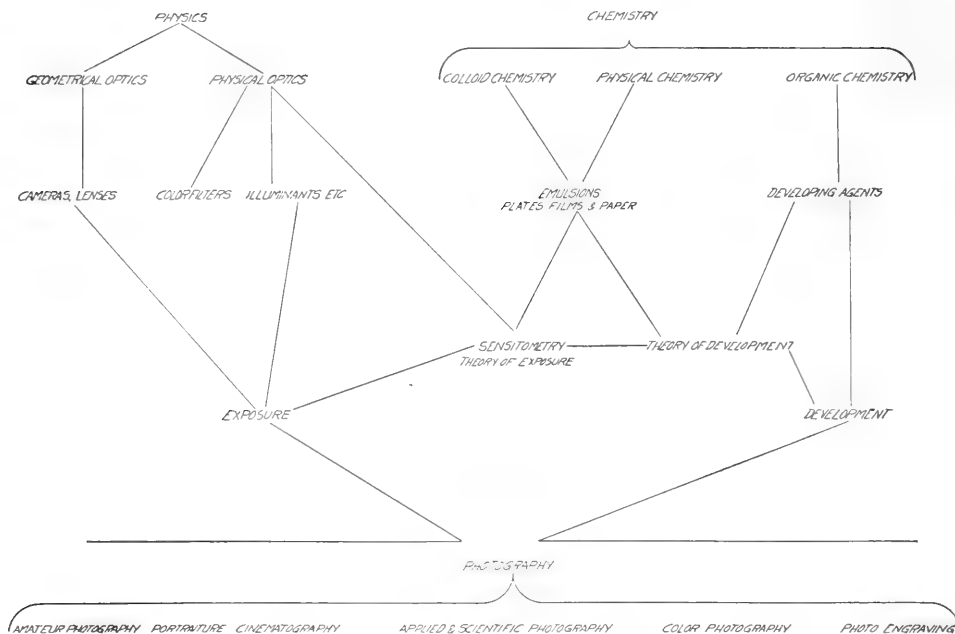 PHYSICS
CHEMISTRY
GEOMETRICAL OPTICS
PHYSICAL OPTICS
COLLOID CHEMISTRY
PHYSICAL CHEMISTRY
ORGANIC CHEMISTRY
CAMERAS, LENSES
COLORFILTERS
ILLUMINANTS ETC
EMULSIONS
PLATES FILMS & PAPER
DEVELOPING AGENTS
SENSITOMETRY
THEORY OF EXPOSURE
THEORY OF DEVELOPMENT
EXPOSURE
DEVELOPMENT
PHOTOGRAPHY
AMATEUR PHOTOGRAPHY
PORTRAITURE
CINEMATOGRAPHY
APPLIED & SCIENTIFIC PHOTOGRAPHY
COLOR PHOTOGRAPHY
PHOTO ENGRAVING